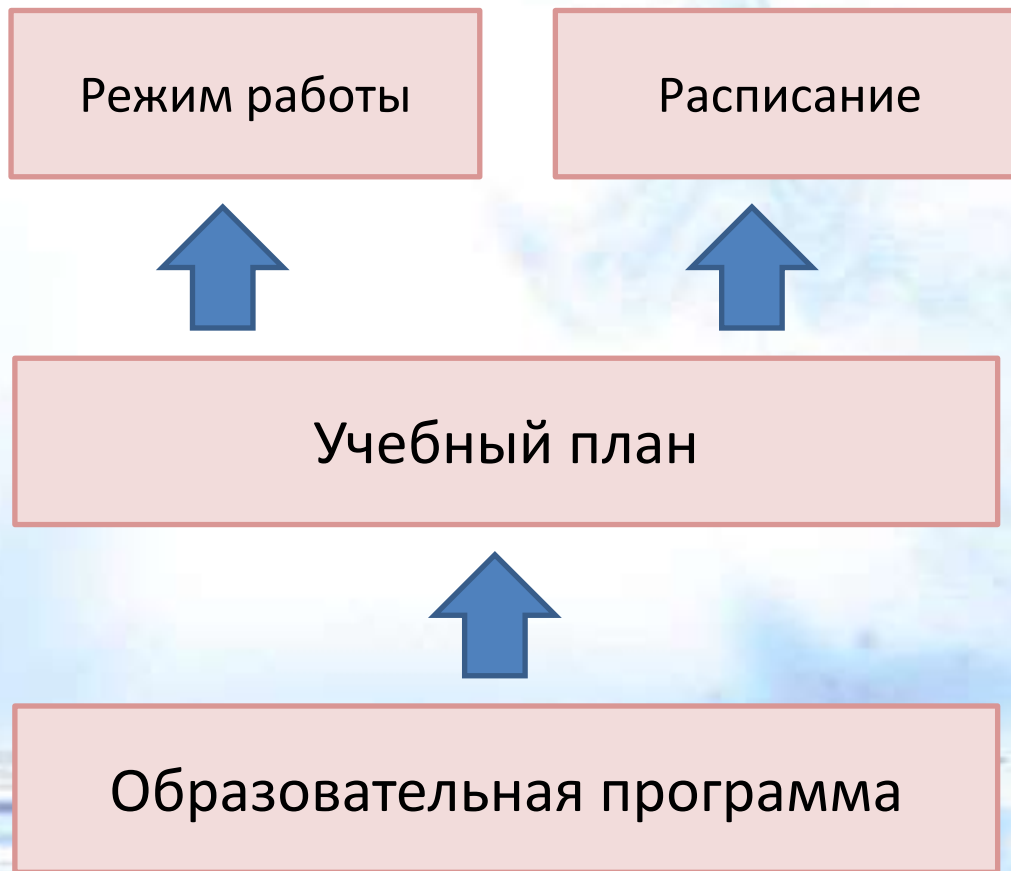 Режим работы
Расписание
Учебный план
Образовательная программа